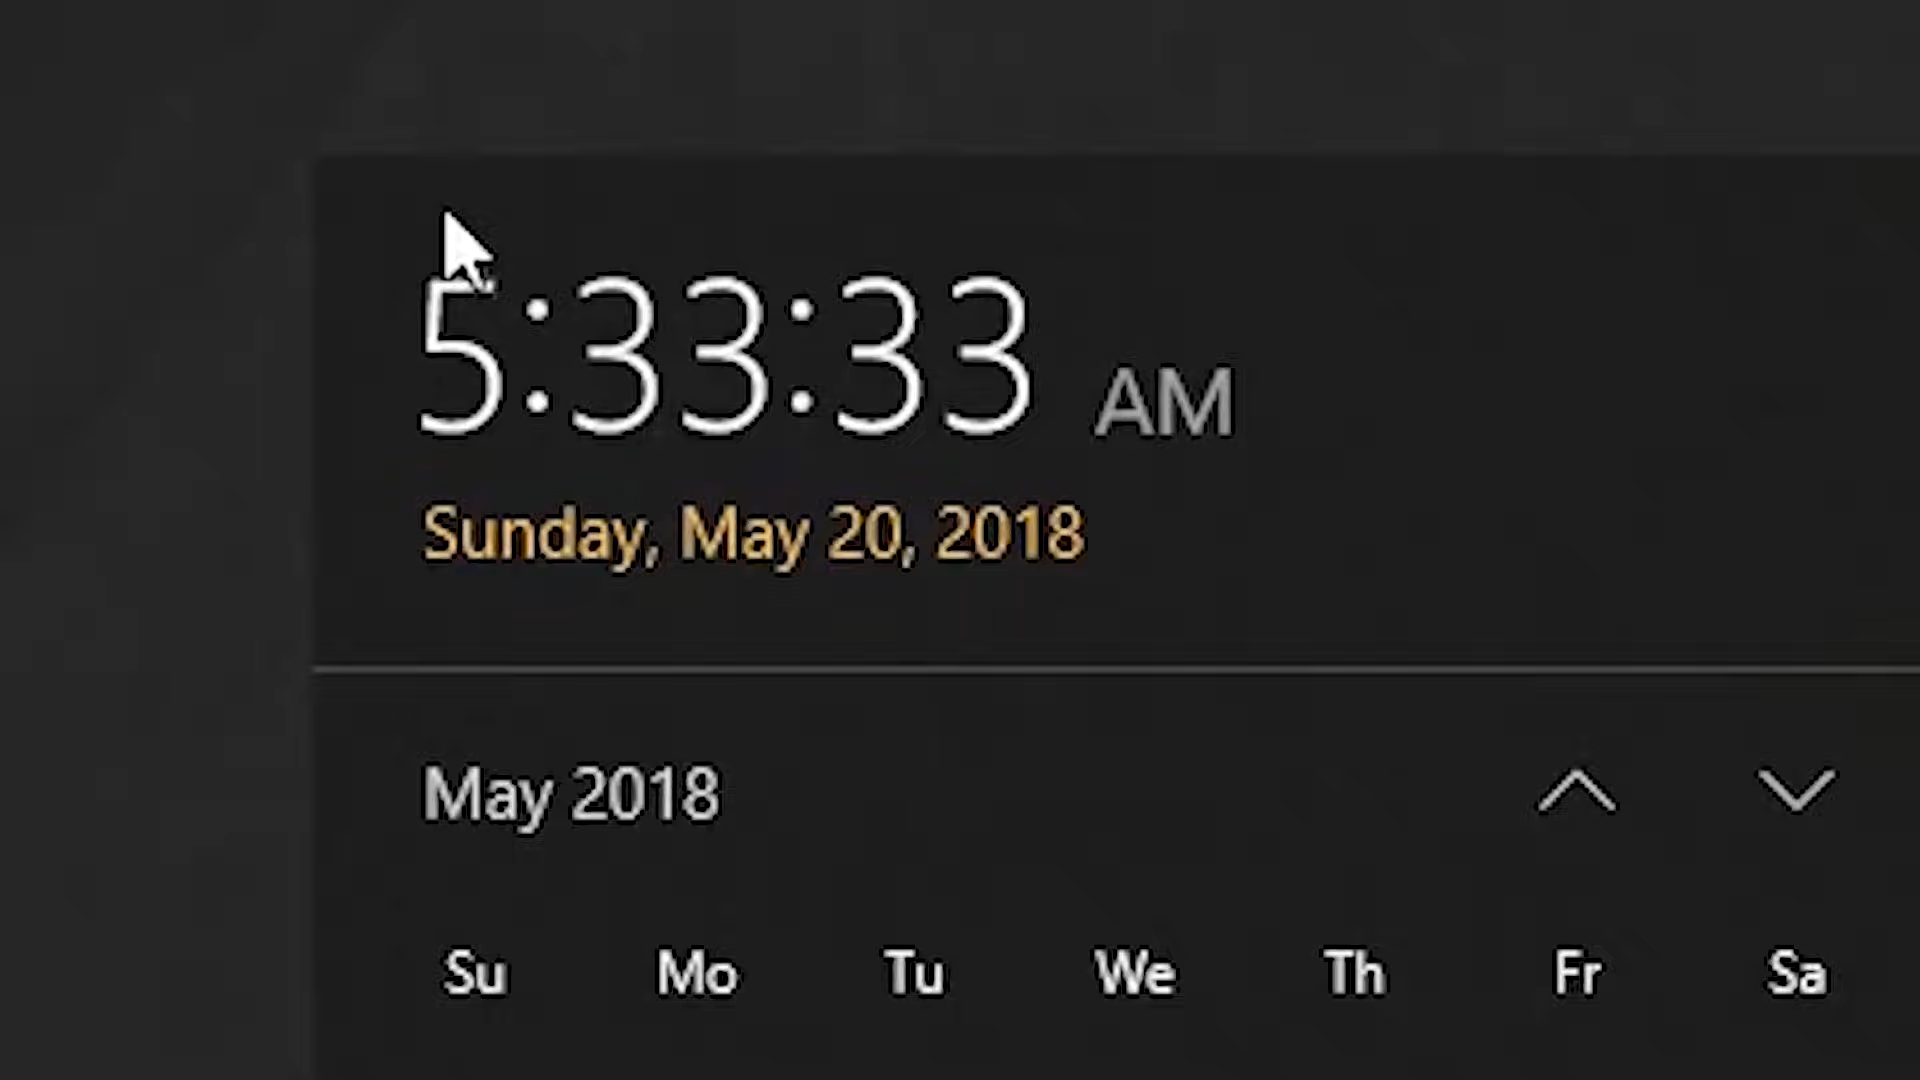 5:33:33 AM
Sunday, May 20, 2018
May 2018
Su Mo Tu We Th Fr Sa